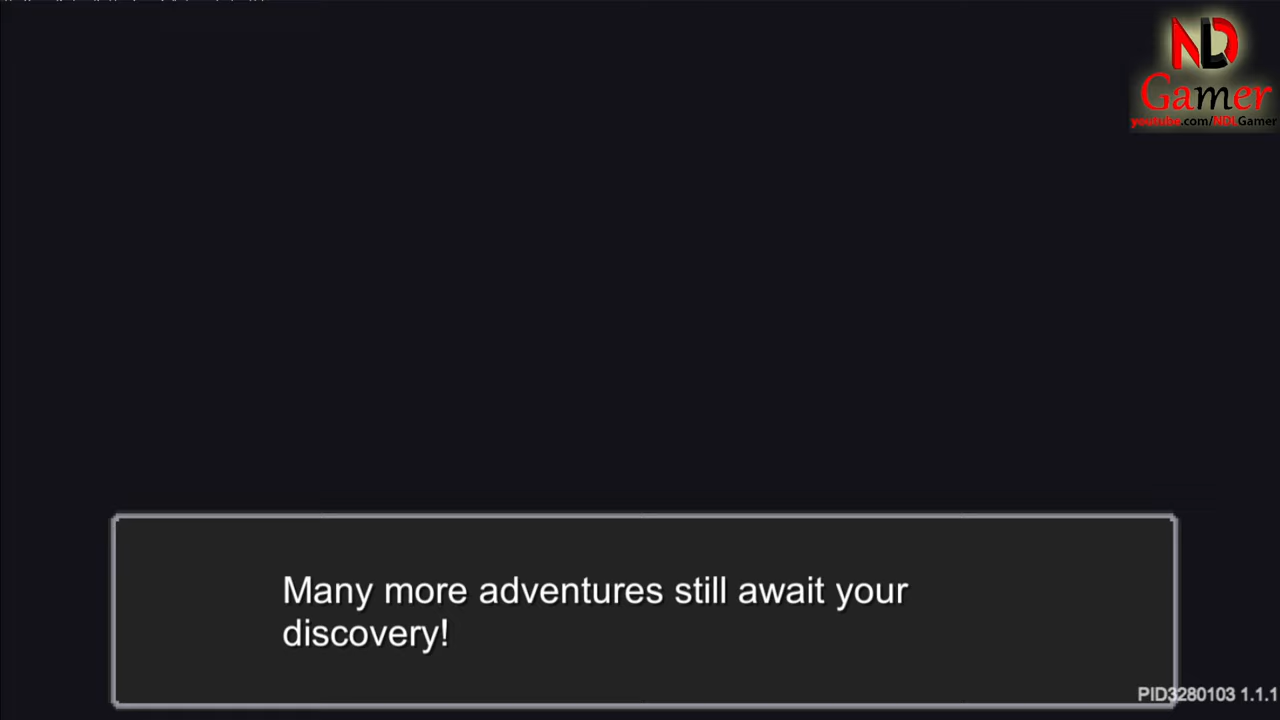 NDL
Gamer
youtube.com/NDLGamer
Many more adventures still await your
discovery!
PID3280103 1.1.1